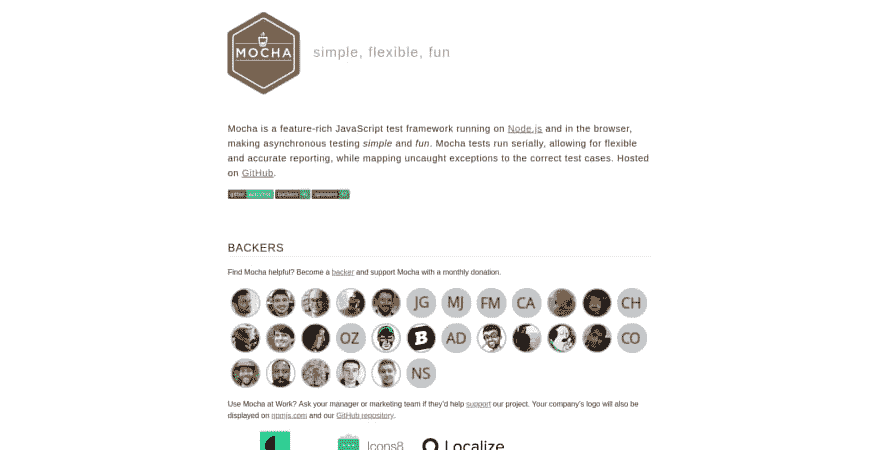 MOCHA
simple, flexible, fun
Mocha is a feature-rich JavaScript test framework running on Node.js and in the browser,
making asynchronous testing simple and fun. Mocha tests run serially, allowing for flexible
and accurate reporting, while mapping uncaught exceptions to the correct test cases. Hosted
on GitHub.
BACKERS
Find Mocha helpful? Become a backer and support Mocha with a monthly donation.
JG MJ FM CA CH
OZ B AD CO
NS
Use Mocha at Work? Ask your manager or marketing team if they'd help support our project. Your company's logo will also be
displayed on npmjs.com and our GitHub repository.
Icons8 Localize